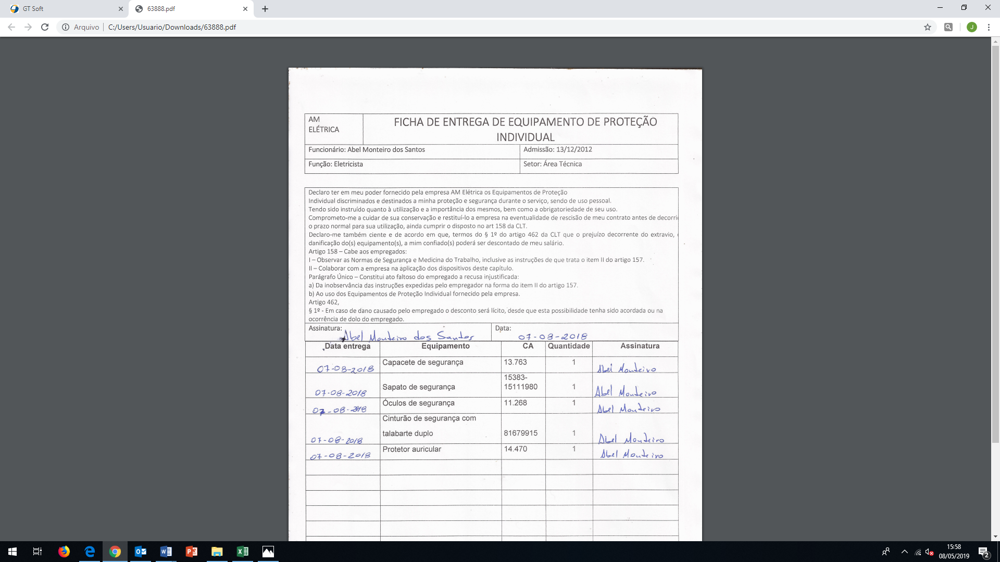 GT Soft
63888.pdf
Arquivo
C:/Users/Usuario/Downloads/63888.pdf
J
AM
ELÉTRICA
FICHA DE ENTREGA DE EQUIPAMENTO DE PROTEÇÃO
INDIVIDUAL
Funcionário: Abel Monteiro dos Santos
Admissão: 13/12/2012
Função: Eletricista
Setor: Área Técnica
Declaro ter em meu poder fornecido pela empresa AM Elétrica os Equipamentos de Proteção
Individual discriminados e destinados a minha proteção e segurança durante o serviço, sendo de uso pessoal.
Tendo sido instruído quanto à utilização e a importância dos mesmos, bem como a obrigatoriedade de seu uso.
Comprometo-me a cuidar de sua conservação e restituí-lo a empresa na eventualidade de rescisão de meu contrato antes de decorri
o prazo normal para sua utilização, ainda cumprir o disposto no art 158 da CLT.
Declaro-me também ciente e de acordo em que, termos do § 1º do artigo 462 da CLT que o prejuízo decorrente do extravio,
danificação do(s) equipamento(s), a mim confiado(s) poderá ser descontado de meu salário.
Artigo 158 – Cabe aos empregados:
I – Observar as Normas de Segurança e Medicina do Trabalho, inclusive as instruções de que trata o item II do artigo 157.
II – Colaborar com a empresa na aplicação dos dispositivos deste capítulo.
Parágrafo Único – Constitui ato faltoso do empregado a recusa injustificada:
a) Da inobservância das instruções expedidas pelo empregador na forma do item II do artigo 157.
b) Ao uso dos Equipamentos de Proteção Individual fornecido pela empresa.
Artigo 462,
§ 1º - Em caso de dano causado pelo empregado o desconto será lícito, desde que esta possibilidade tenha sido acordada ou na
ocorrência de dolo do empregado.
Assinatura: Abel Monteiro dos Santos
Data: 07-08-2018
Data entrega Equipamento CA Quantidade Assinatura
07-08-2018 Capacete de segurança 13.763 1 Abel Monteiro
15383-
07-08-2018 Sapato de segurança 15111980 1 Abel Monteiro
07-08-2018 Óculos de segurança 11.268 1 Abel Monteiro
Cinturão de segurança com
07-08-2018 talabarte duplo 81679915 1 Abel Monteiro
07-08-2018 Protetor auricular 14.470 1 Abel Monteiro
15:58
08/05/2019
2